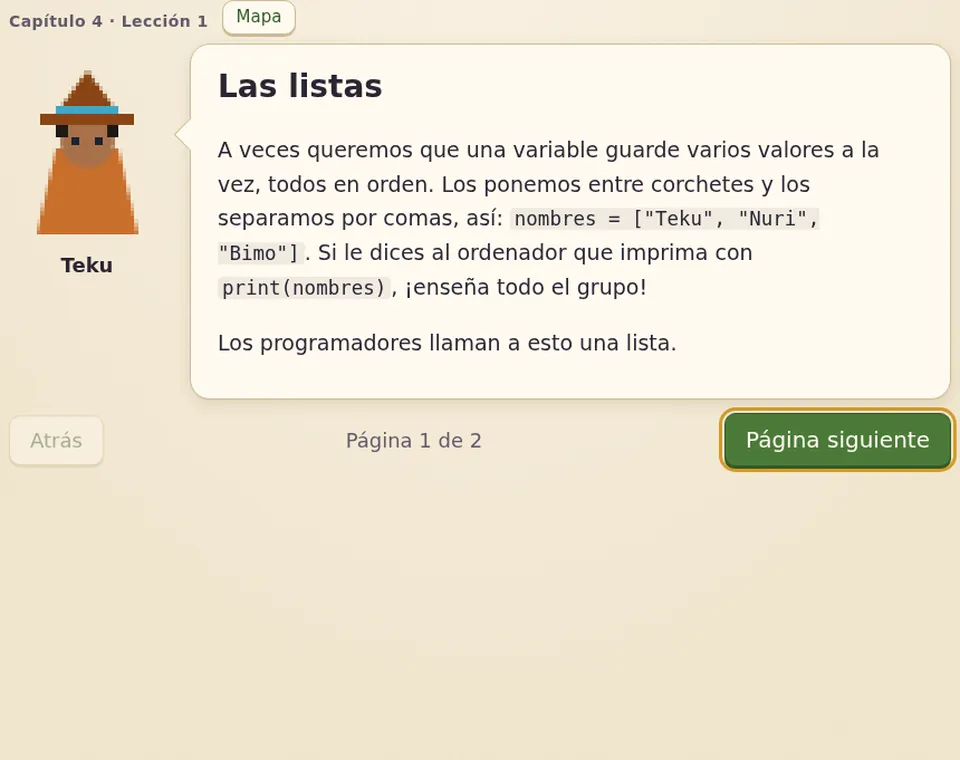 Capítulo 4 · Lección 1
Mapa
Las listas
A veces queremos que una variable guarde varios valores a la
vez, todos en orden. Los ponemos entre corchetes y los
separamos por comas, así: nombres = ["Teku", "Nuri",
"Bimo"]. Si le dices al ordenador que imprima con
print(nombres), ¡enseña todo el grupo!
Los programadores llaman a esto una lista.
Teku
Atrás
Página 1 de 2
Página siguiente